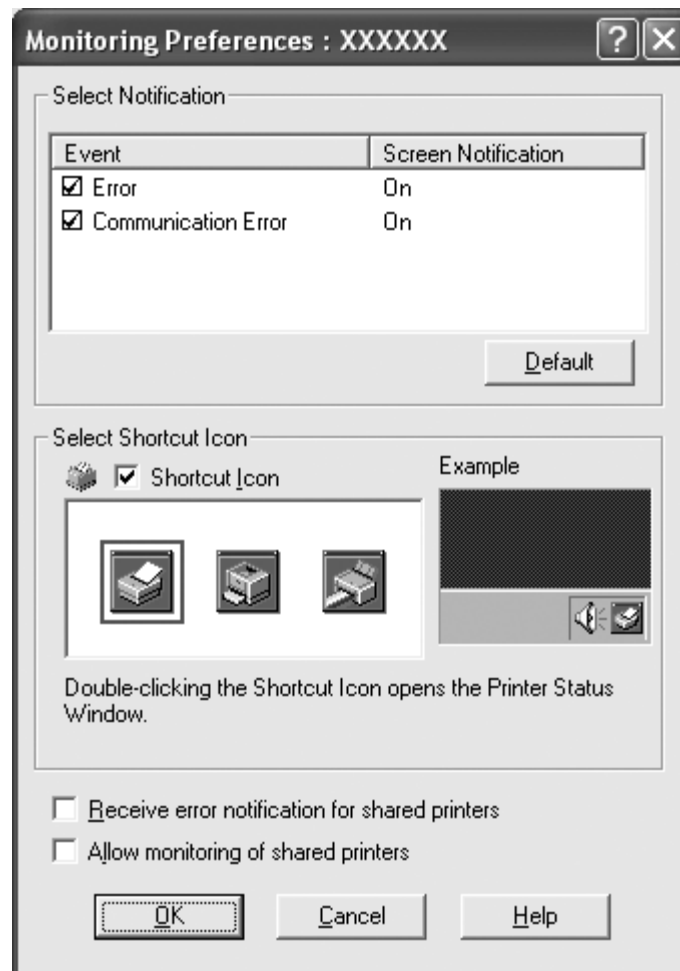 Monitoring Preferences : XXXXXX
Select Notification
Event Screen Notification
Error On
Communication Error On
Default
Select Shortcut Icon
Shortcut Icon
Example
Double-clicking the Shortcut Icon opens the Printer Status
Window.
Receive error notification for shared printers
Allow monitoring of shared printers
OK Cancel Help